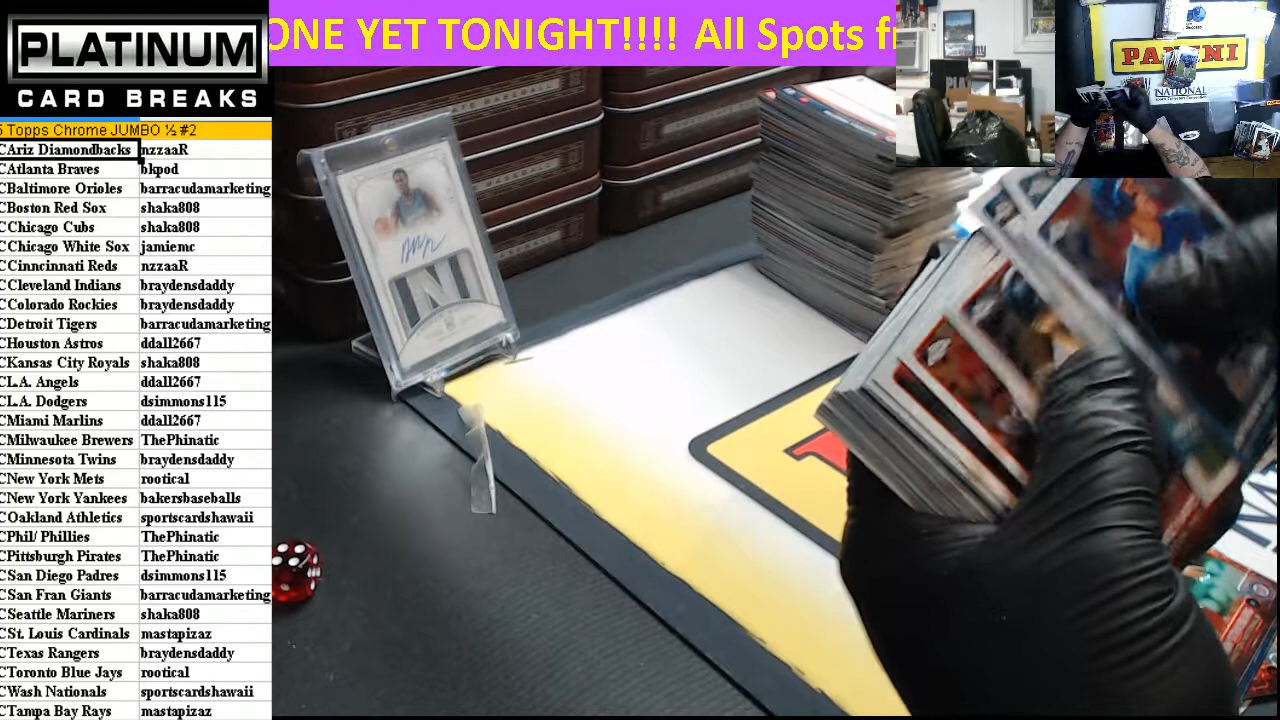 PLATINUM
CARD BREAKS
ONE YET TONIGHT!!!! All Spots fr
5 Topps Chrome JUMBO ½ #2
CAriz Diamondbacks nzzaaR
CAtlanta Braves bkpod
CBaltimore Orioles barracudamarketing
CBoston Red Sox shaka808
CChicago Cubs shaka808
CChicago White Sox jamiemc
CCinncinnati Reds nzzaaR
CCleveland Indians braydensdaddy
CColorado Rockies braydensdaddy
CDetroit Tigers barracudamarketing
CHouston Astros ddall2667
CKansas City Royals shaka808
CL.A. Angels ddall2667
CL.A. Dodgers dsimmons115
CMiami Marlins ddall2667
CMilwaukee Brewers ThePhinatic
CMinnesota Twins braydensdaddy
CNew York Mets rootical
CNew York Yankees bakersbaseballs
COakland Athletics sportscardshawaii
CPhil/ Phillies ThePhinatic
CPittsburgh Pirates ThePhinatic
CSan Diego Padres dsimmons115
CSan Fran Giants barracudamarketing
CSeattle Mariners shaka808
CSt. Louis Cardinals mastapizaz
CTexas Rangers braydensdaddy
CToronto Blue Jays rootical
CWash Nationals sportscardshawaii
CTampa Bay Rays mastapizaz
PANINI
NATIONAL
N